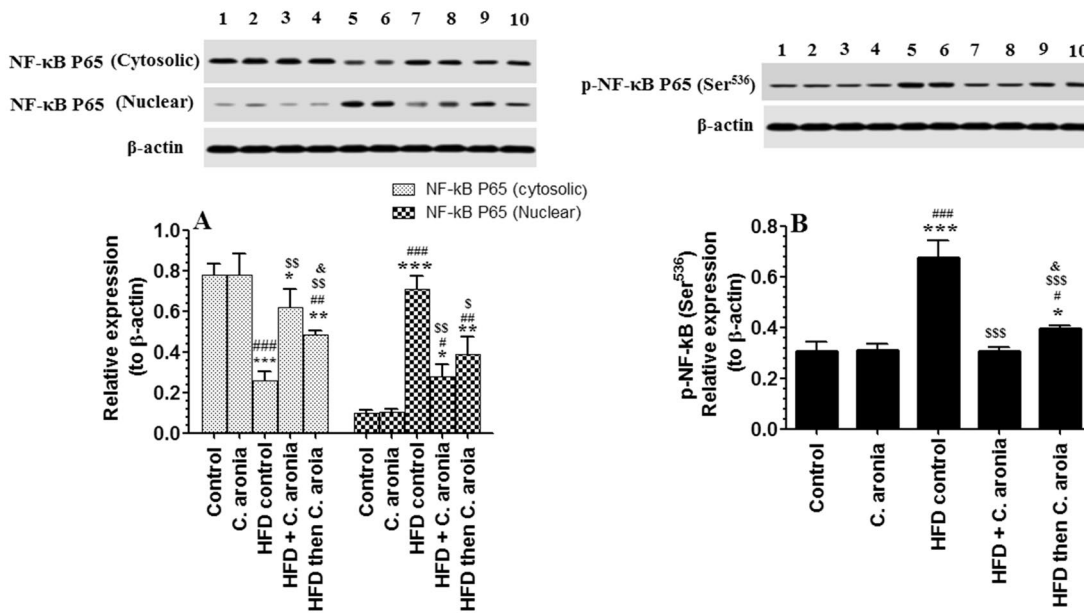 1 2 3 4 5 6 7 8 9 10
NF-κB P65 (Cytosolic)
NF-κB P65 (Nuclear)
β-actin
NF-kB P65 (cytosolic)
NF-kB P65 (Nuclear)
A
Relative expression
(to β-actin)
1.0
0.8
0.6
0.4
0.2
0.0
###
***
$$
*
&
$$
##
**
###
***
$$
#
*
$
##
**
Control
C. aronia
HFD control
HFD + C. aronia
HFD then C. aroia
Control
C. aronia
HFD control
HFD + C. aronia
HFD then C. aroia
1 2 3 4 5 6 7 8 9 10
p-NF-κB P65 (Ser536)
β-actin
B
p-NF-kB (Ser536)
Relative expression
(to β-actin)
0.8
0.6
0.4
0.2
0.0
###
***
$$$
&
$$$
#
*
Control
C. aronia
HFD control
HFD + C. aronia
HFD then C. aroia